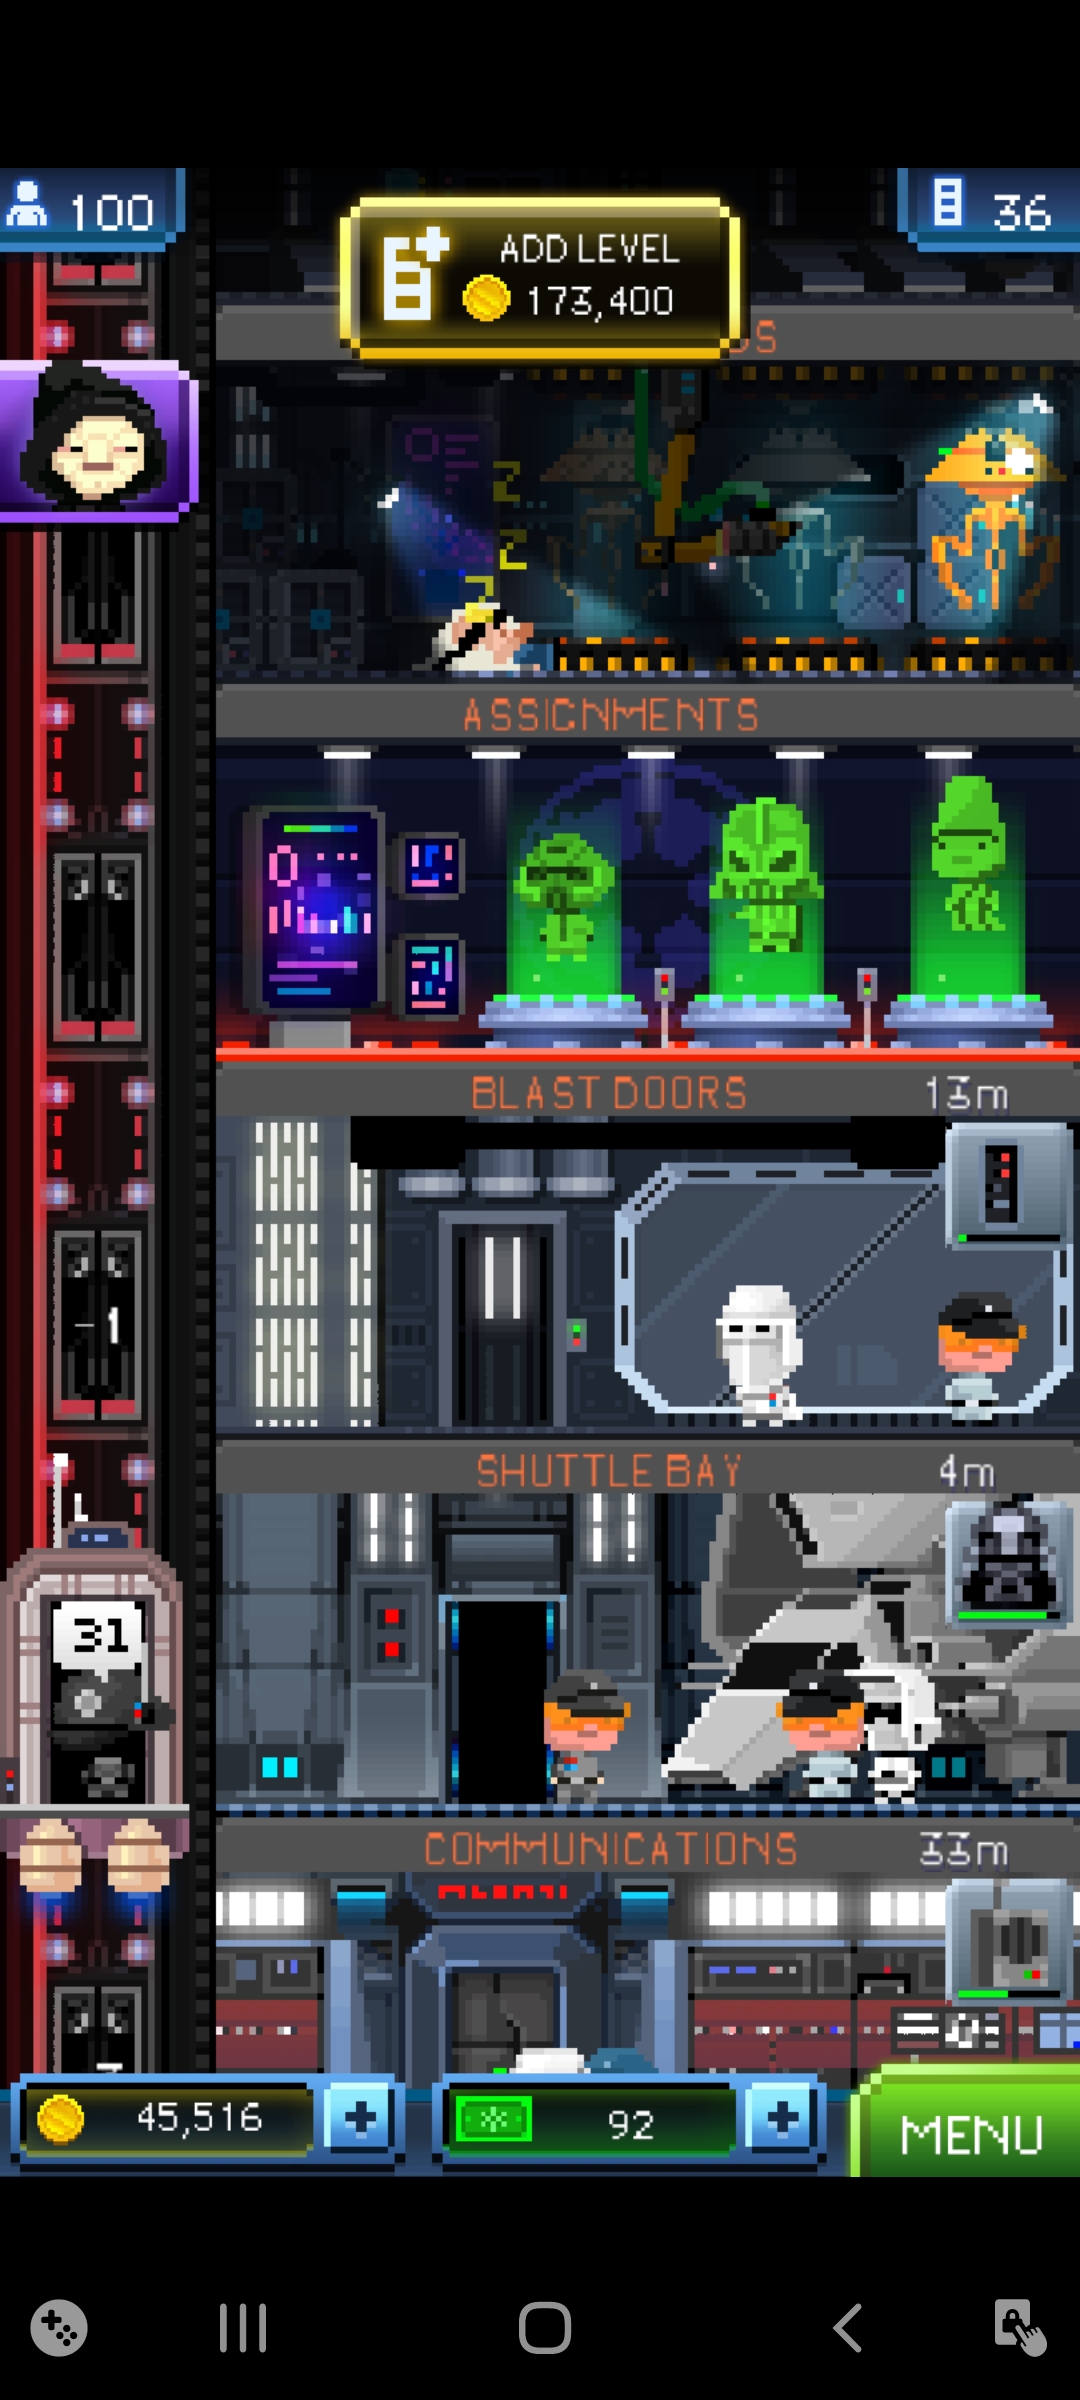 100
36
ADD LEVEL
173,400
ASSIGNMENTS
BLAST DOORS
13m
-1
SHUTTLE BAY
4m
31
COMMUNICATIONS
33m
45,516
92
MENU